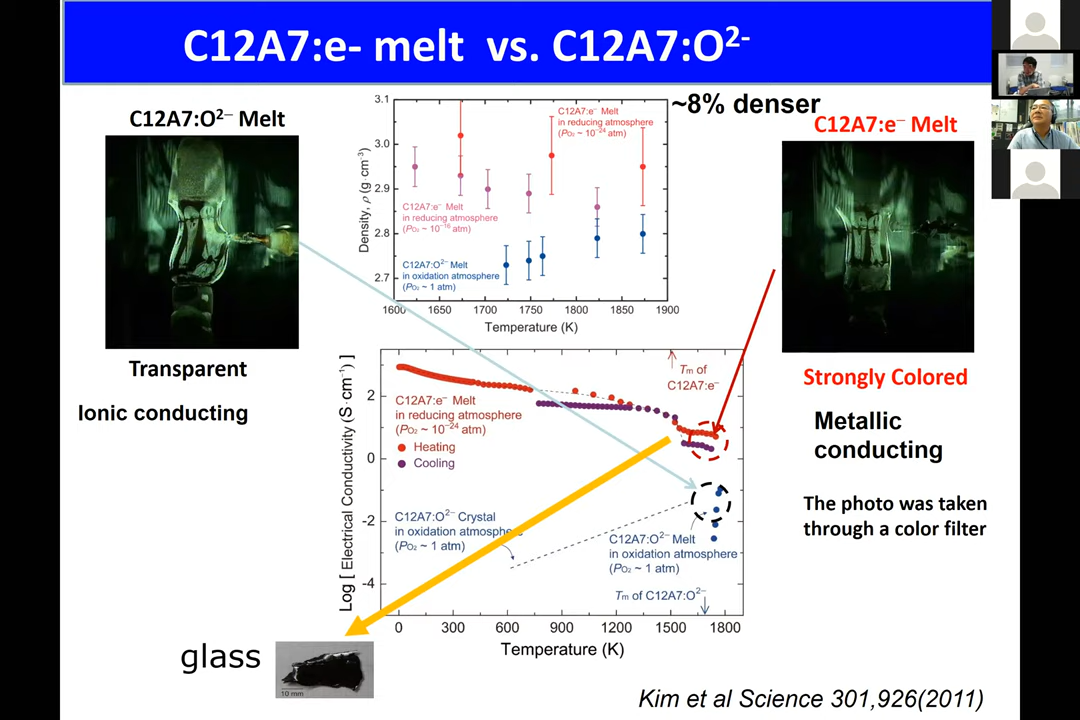 C12A7:e- melt vs. C12A7:O²⁻
C12A7:O²⁻ Melt
Transparent
Ionic conducting
~8% denser
C12A7:e⁻ Melt
Strongly Colored
Metallic
conducting
The photo was taken
through a color filter
Density, ρ (g cm⁻³)
3.1
3.0
2.9
2.8
2.7
C12A7:e⁻ Melt
in reducing atmosphere
(PO₂ ~ 10⁻²⁴ atm)
C12A7:e⁻ Melt
in reducing atmosphere
(PO₂ ~ 10⁻¹⁶ atm)
C12A7:O²⁻ Melt
in oxidation atmosphere
(PO₂ ~ 1 atm)
1600 1650 1700 1750 1800 1850 1900
Temperature (K)
Log [ Electrical Conductivity (S·cm⁻¹) ]
2
0
-2
-4
Tm of
C12A7:e⁻
C12A7:e⁻ Melt
in reducing atmosphere
(PO₂ ~ 10⁻²⁴ atm)
Heating
Cooling
C12A7:O²⁻ Crystal
in oxidation atmosphere
(PO₂ ~ 1 atm)
C12A7:O²⁻ Melt
in oxidation atmosphere
(PO₂ ~ 1 atm)
Tm of C12A7:O²⁻
0 300 600 900 1200 1500 1800
Temperature (K)
glass
10 mm
Kim et al Science 301,926(2011)